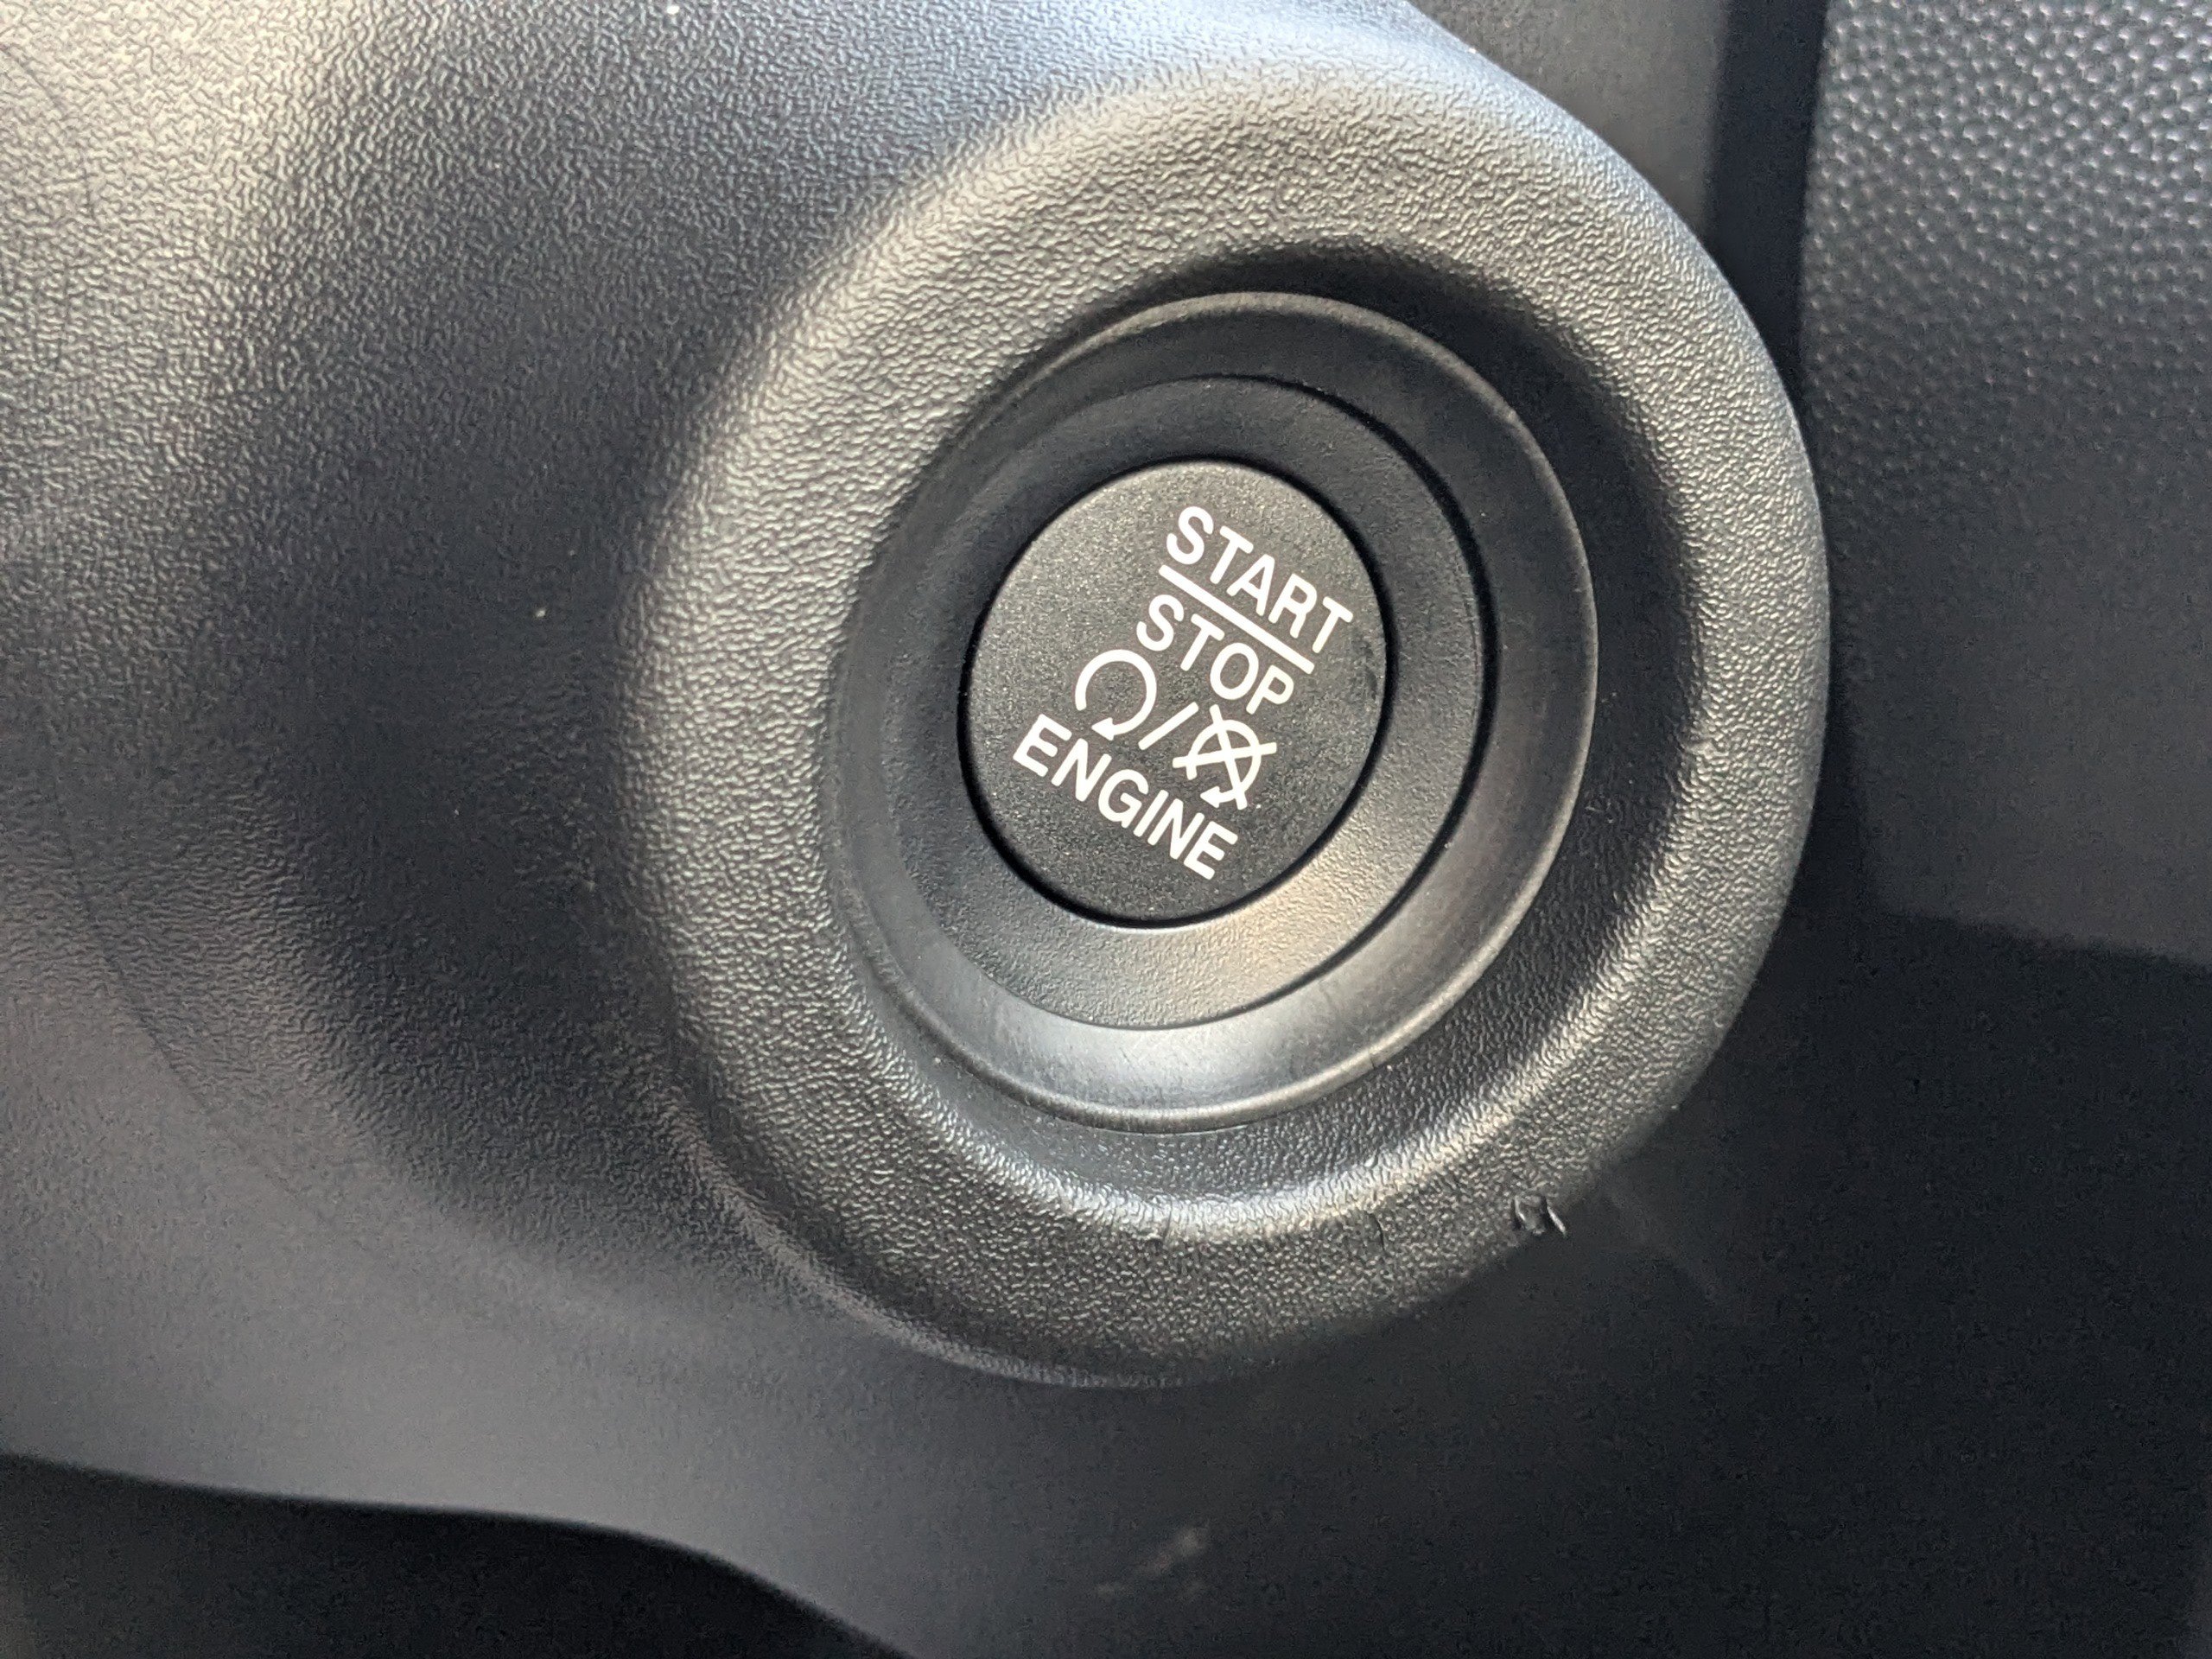 START
STOP
/
ENGINE